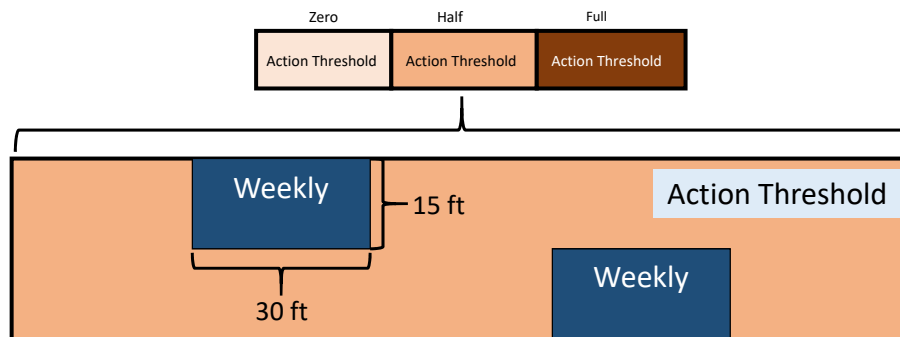 Zero Half Full
Action Threshold Action Threshold Action Threshold
Weekly
Action Threshold
15 ft
Weekly
30 ft